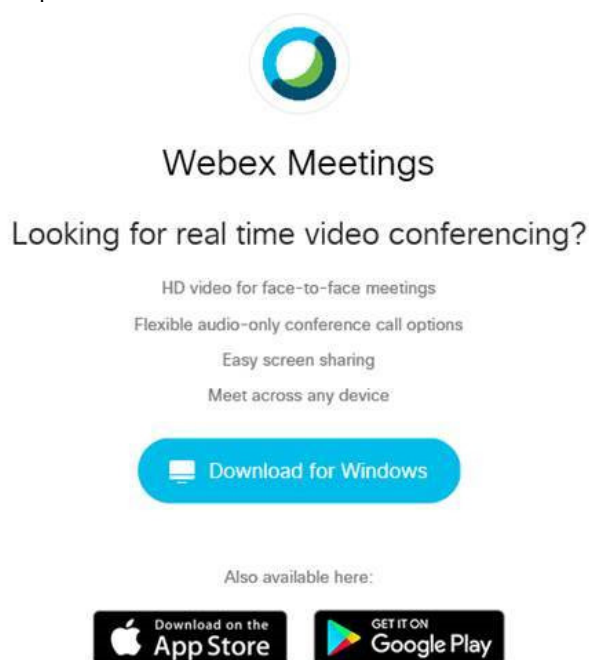 Webex Meetings
Looking for real time video conferencing?
HD video for face-to-face meetings
Flexible audio-only conference call options
Easy screen sharing
Meet across any device
Download for Windows
Also available here:
Download on the
App Store
GET IT ON
Google Play